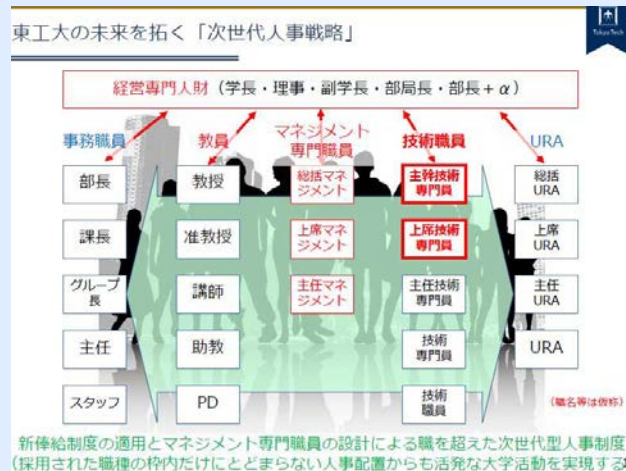 東工大の未来を拓く「次世代人事戦略」
Tokyo Tech
経営専門人財（学長・理事・副学長・部局長・部長+α）
事務職員
教員
マネジメント
専門職員
技術職員
URA
部長
教授
総括マネ
ジメント
主幹技術
専門員
総括
URA
課長
准教授
上席マネ
ジメント
上席技術
専門員
上席
URA
グループ
長
講師
主任マネ
ジメント
主任技術
専門員
主任
URA
主任
助教
技術
専門員
URA
スタッフ
PD
技術
職員
（職名等は仮称）
新俸給制度の適用とマネジメント専門職員の設計による職を超えた次世代型人事制度
（採用された職種の枠内だけにとどまらない人事配置からも活発な大学活動を実現する